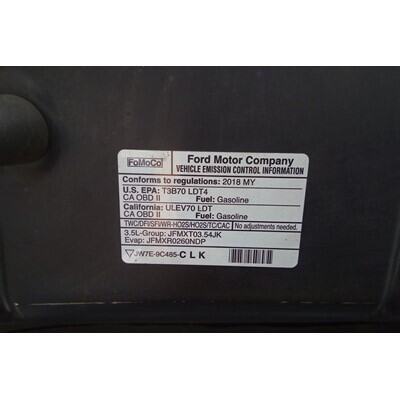 FoMoCo Ford Motor Company
VEHICLE EMISSION CONTROL INFORMATION
Conforms to regulations: 2018 MY
U.S. EPA: T3B70 LDT4
CA OBD II Fuel: Gasoline
California: ULEV70 LDT
CA OBD II Fuel: Gasoline
TWC/DFI/SFI/WR-HO2S/HO2S/TC/CAC No adjustments needed.
3.5L-Group: JFMXT03.54JK
Evap: JFMXR0260NDP
JW7E-9C485-C L K